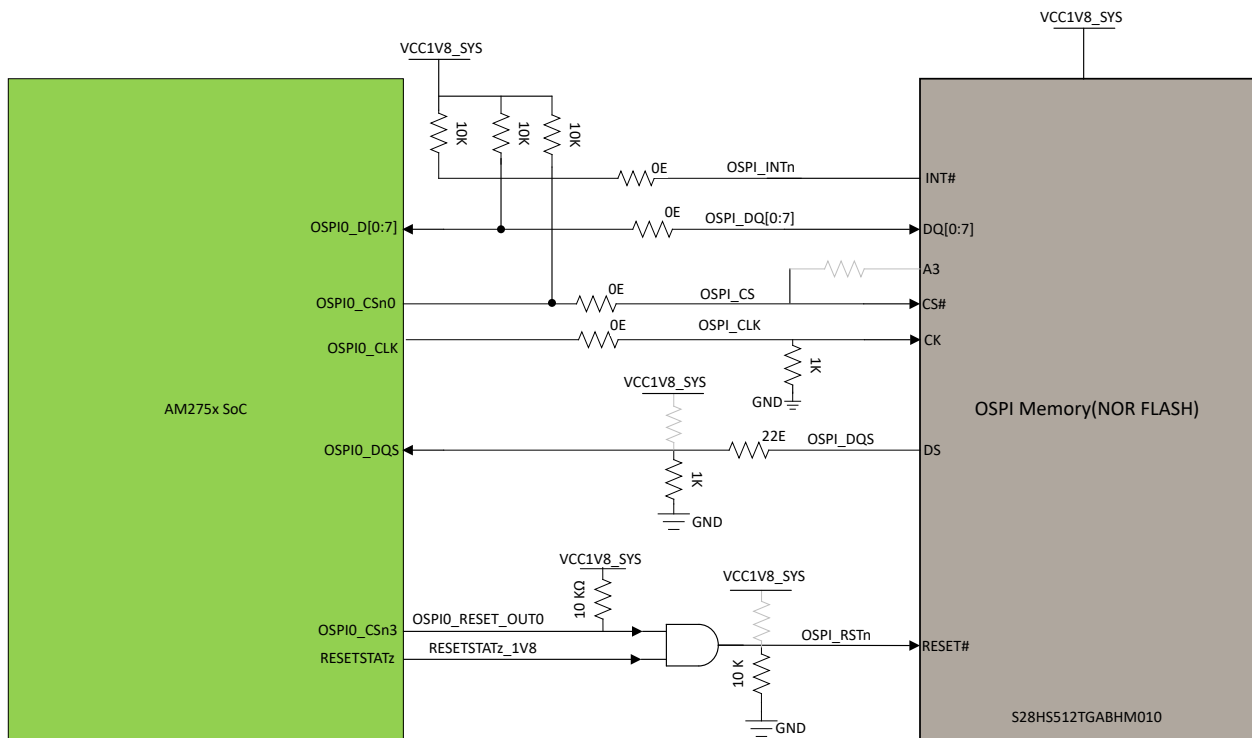 VCC1V8_SYS
VCC1V8_SYS
10K
10K
10K
0E
OSPI_INTn
INT#
OSPI0_D[0:7]
0E
OSPI_DQ[0:7]
DQ[0:7]
A3
OSPI0_CSn0
0E
OSPI_CS
CS#
OSPI0_CLK
0E
OSPI_CLK
CK
1K
GND
VCC1V8_SYS
AM275x SoC
OSPI Memory(NOR FLASH)
OSPI0_DQS
22E
OSPI_DQS
DS
1K
GND
VCC1V8_SYS
VCC1V8_SYS
10 KΩ
OSPI0_CSn3
OSPI0_RESET_OUT0
OSPI_RSTn
RESET#
RESETSTATz
RESETSTATz_1V8
10 K
GND
S28HS512TGABHM010